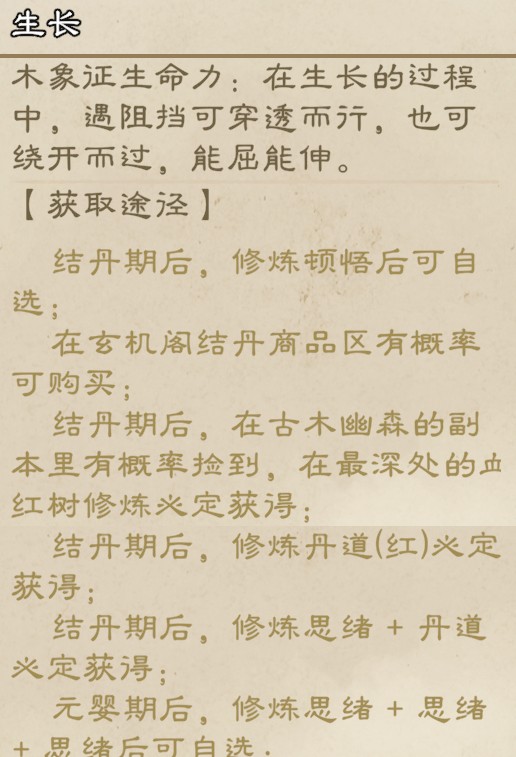 生长
木象征生命力：在生长的过程
中，遇阻挡可穿透而行，也可
绕开而过，能屈能伸。
【获取途径】
结丹期后，修炼顿悟后可自
选；
在玄机阁结丹商品区有概率
可购买；
结丹期后，在古木幽森的副
本里有概率捡到，在最深处的血
红树修炼必定获得；
结丹期后，修炼丹道(红)必定
获得；
结丹期后，修炼思绪 + 丹道
必定获得；
元婴期后，修炼思绪 + 思绪
+ 思绪后可自选；